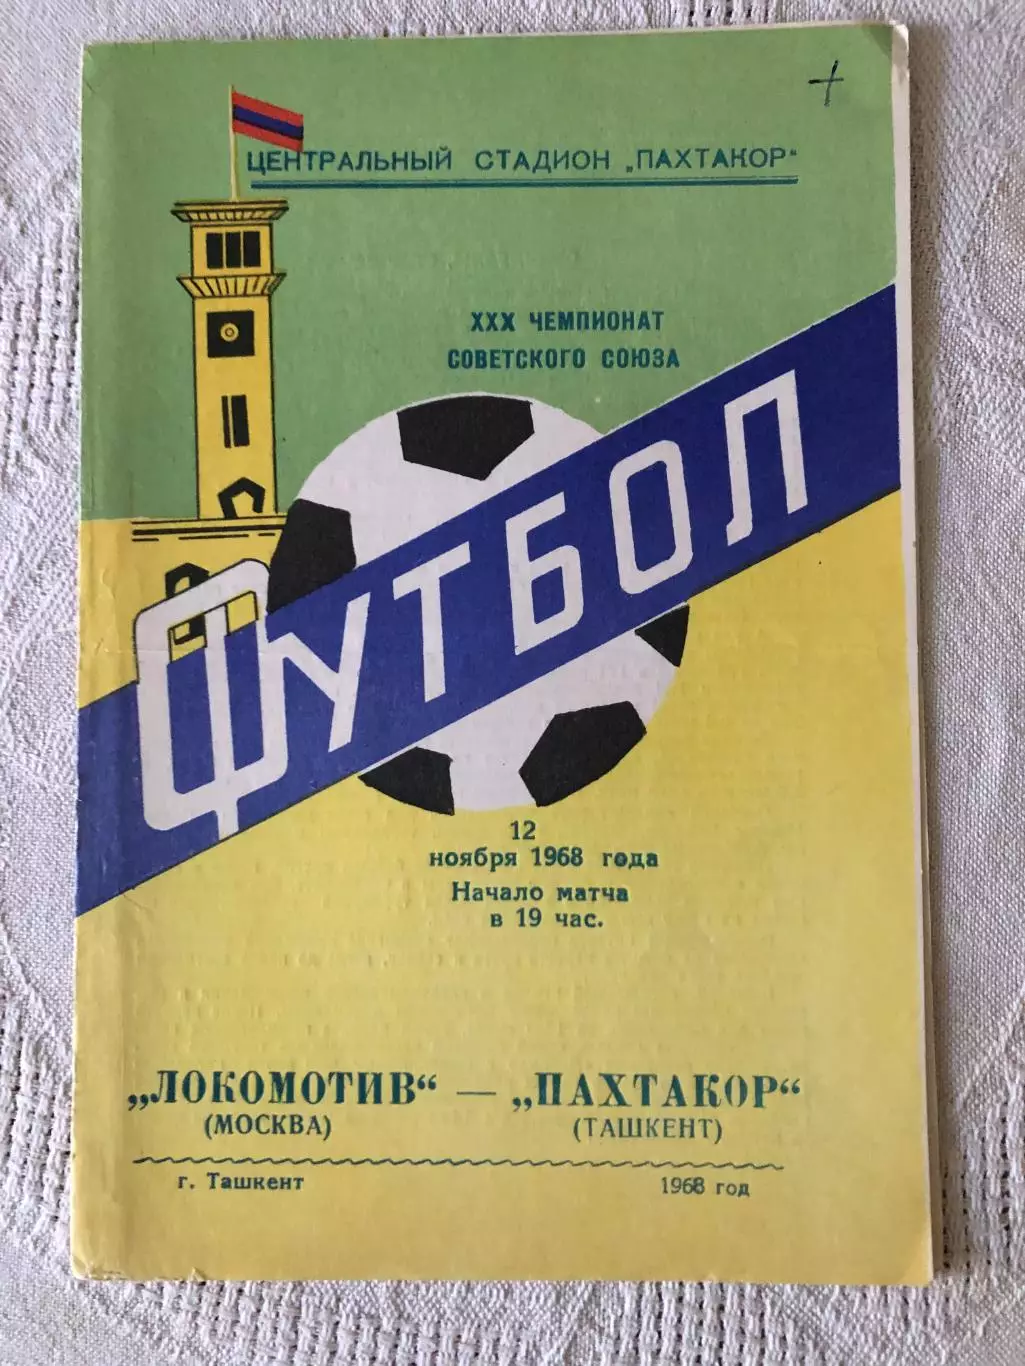 ЦЕНТРАЛЬНЫЙ СТАДИОН „ПАХТАКОР"
XXX ЧЕМПИОНАТ
СОВЕТСКОГО СОЮЗА
ФУТБОЛ
12
ноября 1968 года
Начало матча
в 19 час.
„ЛОКОМОТИВ" — „ПАХТАКОР"
(МОСКВА) (ТАШКЕНТ)
г. Ташкент 1968 год